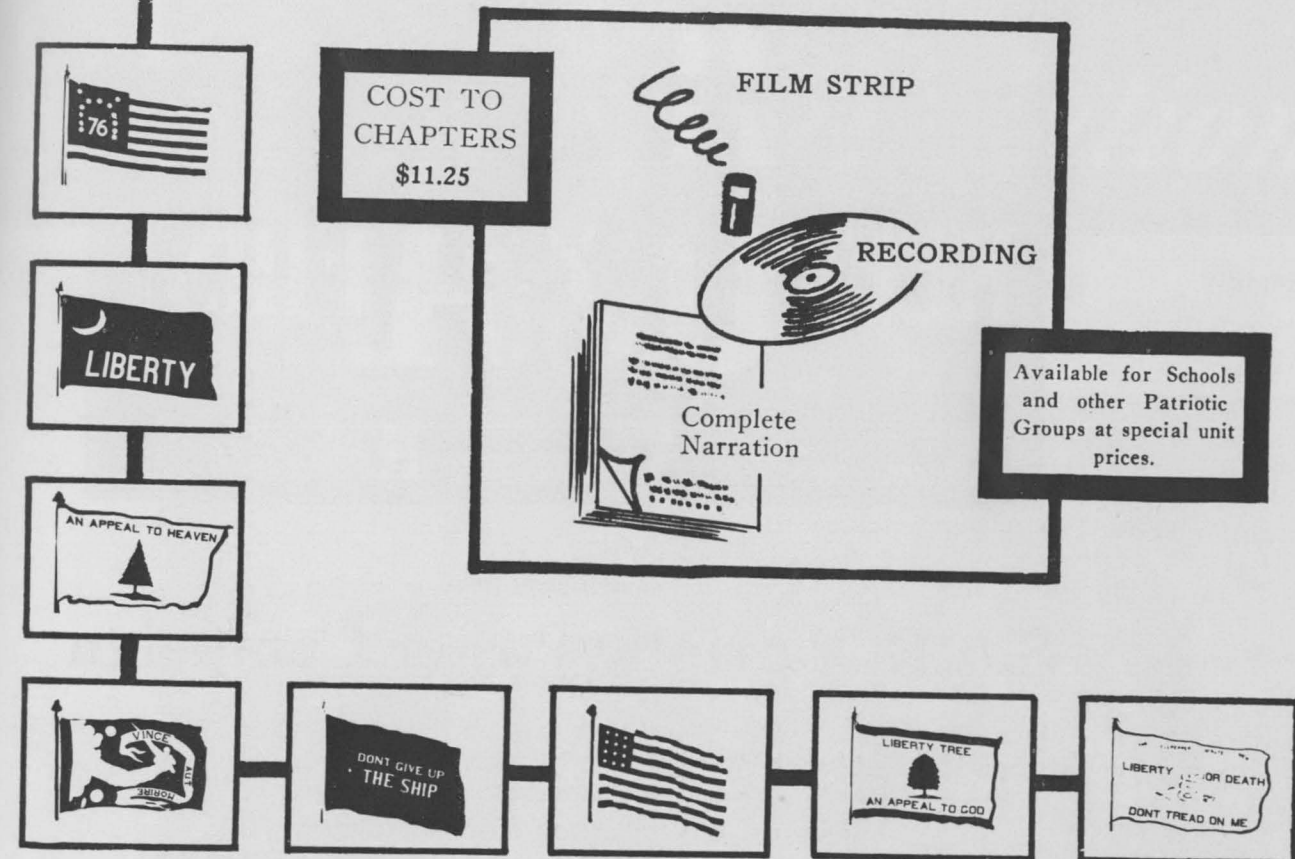 76
COST TO
CHAPTERS
$11.25
FILM STRIP
RECORDING
Complete
Narration
Available for Schools
and other Patriotic
Groups at special unit
prices.
LIBERTY
AN APPEAL TO HEAVEN
VINCE
AUT
MORIRE
DONT GIVE UP
THE SHIP
LIBERTY TREE
AN APPEAL TO GOD
LIBERTY OR DEATH
DONT TREAD ON ME